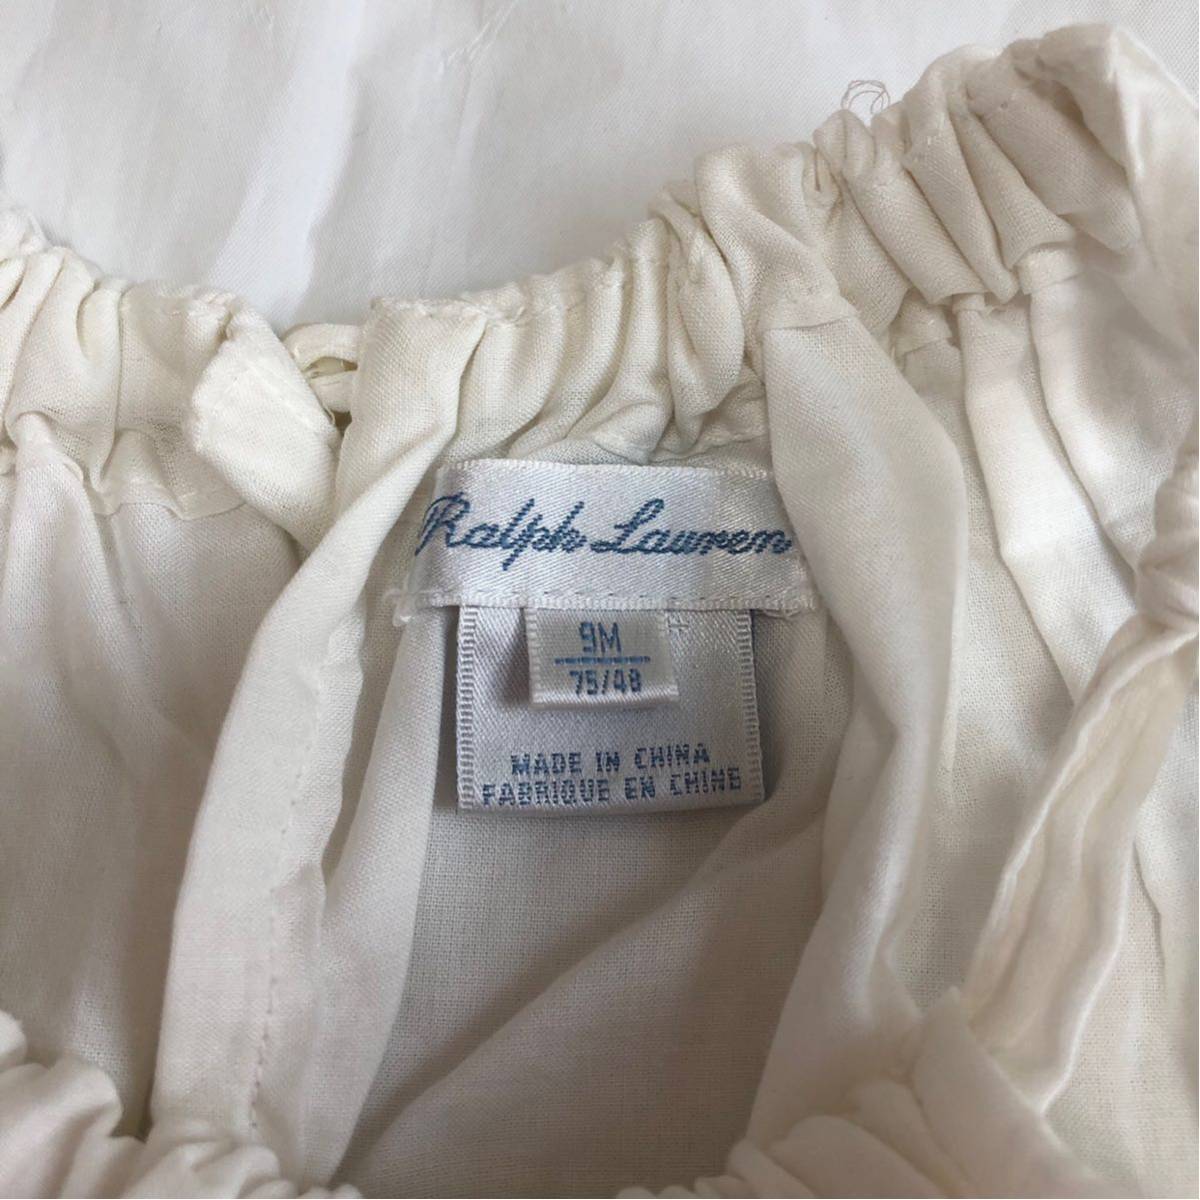 Ralph Lauren
9M
75/48
MADE IN CHINA
FABRIQUE EN CHINE